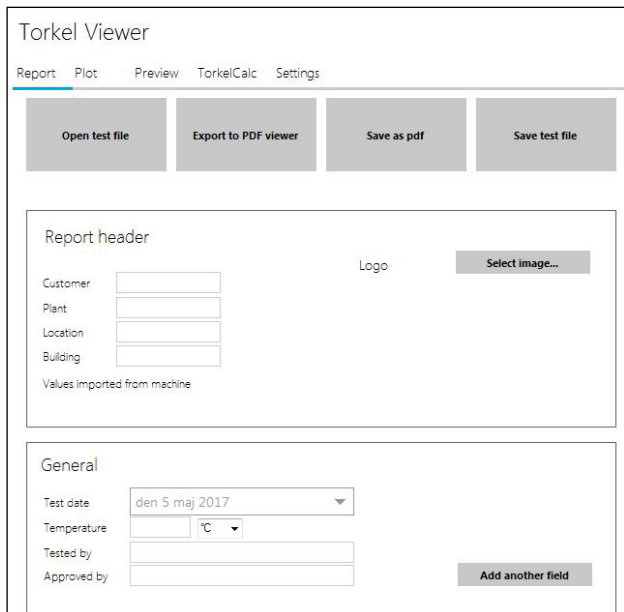 Torkel Viewer
Report Plot Preview TorkelCalc Settings
Open test file Export to PDF viewer Save as pdf Save test file
Report header
Logo Select image...
Customer
Plant
Location
Building
Values imported from machine
General
Test date den 5 maj 2017
Temperature °C
Tested by
Approved by Add another field